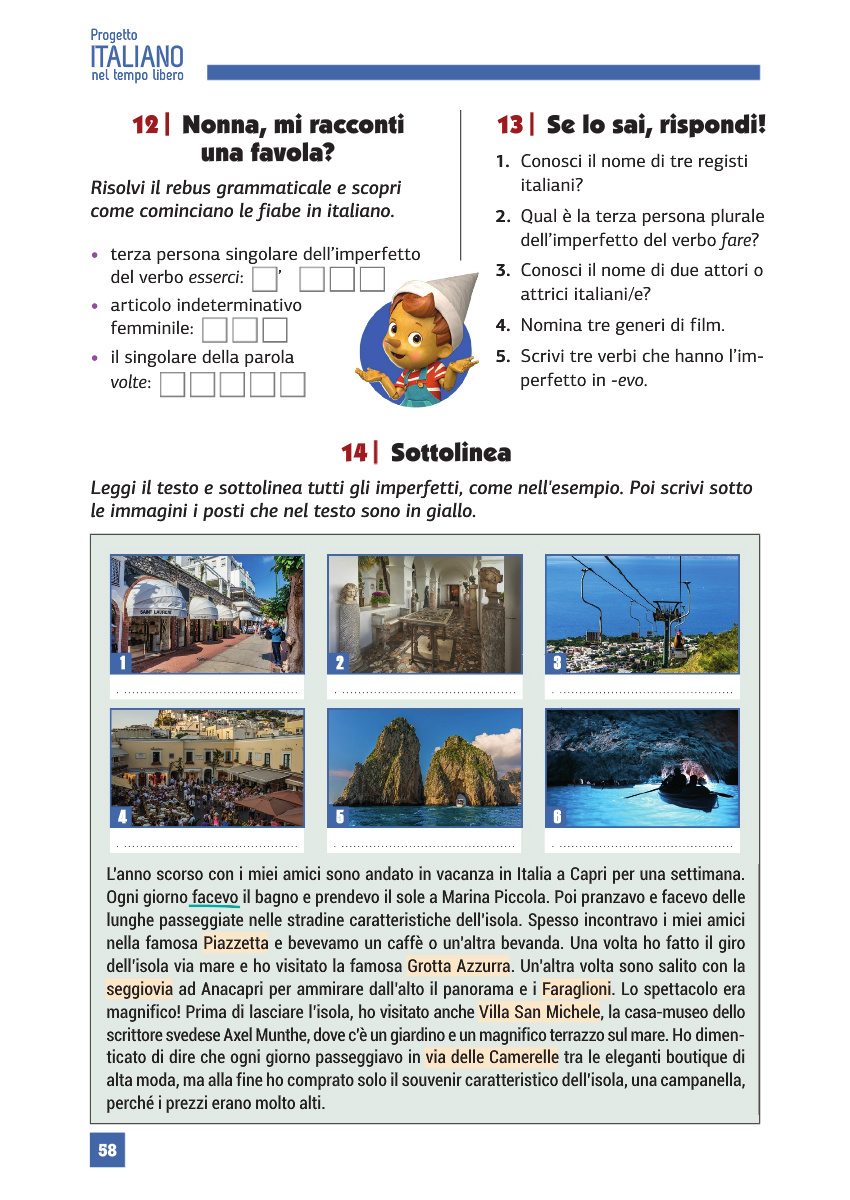 Progetto
ITALIANO
nel tempo libero
12| Nonna, mi racconti
una favola?
Risolvi il rebus grammaticale e scopri
come cominciano le fiabe in italiano.
• terza persona singolare dell'imperfetto
del verbo esserci: ’
• articolo indeterminativo
femminile:
• il singolare della parola
volte:
13| Se lo sai, rispondi!
1. Conosci il nome di tre registi
italiani?
2. Qual è la terza persona plurale
dell'imperfetto del verbo fare?
3. Conosci il nome di due attori o
attrici italiani/e?
4. Nomina tre generi di film.
5. Scrivi tre verbi che hanno l'im-
perfetto in -evo.
14| Sottolinea
Leggi il testo e sottolinea tutti gli imperfetti, come nell'esempio. Poi scrivi sotto
le immagini i posti che nel testo sono in giallo.
SAINT LAURENT
1
2
3
4
5
6
L'anno scorso con i miei amici sono andato in vacanza in Italia a Capri per una settimana.
Ogni giorno facevo il bagno e prendevo il sole a Marina Piccola. Poi pranzavo e facevo delle
lunghe passeggiate nelle stradine caratteristiche dell'isola. Spesso incontravo i miei amici
nella famosa Piazzetta e bevevamo un caffè o un'altra bevanda. Una volta ho fatto il giro
dell'isola via mare e ho visitato la famosa Grotta Azzurra. Un'altra volta sono salito con la
seggiovia ad Anacapri per ammirare dall'alto il panorama e i Faraglioni. Lo spettacolo era
magnifico! Prima di lasciare l'isola, ho visitato anche Villa San Michele, la casa-museo dello
scrittore svedese Axel Munthe, dove c'è un giardino e un magnifico terrazzo sul mare. Ho dimen-
ticato di dire che ogni giorno passeggiavo in via delle Camerelle tra le eleganti boutique di
alta moda, ma alla fine ho comprato solo il souvenir caratteristico dell'isola, una campanella,
perché i prezzi erano molto alti.
58